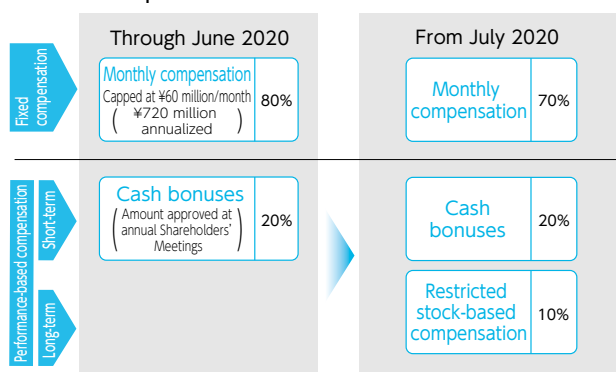 Through June 2020
From July 2020
Fixed
compensation
Monthly compensation
Capped at ¥60 million/month
(¥720 million
annualized)
80%
Monthly
compensation
70%
Performance-based compensation
Short-term
Cash bonuses
(Amount approved at
annual Shareholders’
Meetings)
20%
Cash
bonuses
20%
Long-term
Restricted
stock-based
compensation
10%